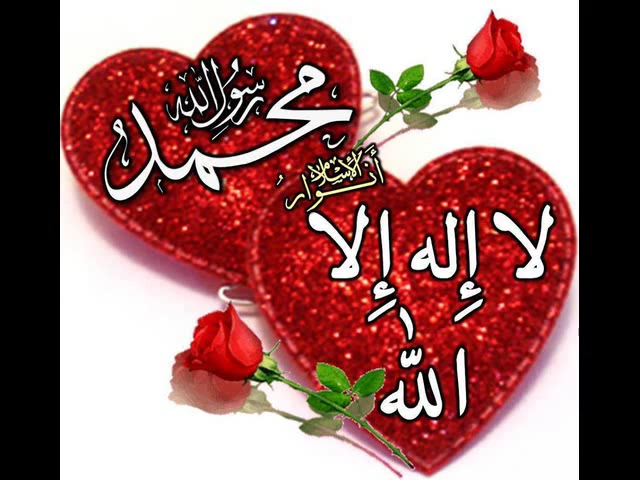 محمد
رسول الله
أنوار
الإسلام
لا إله إلا
الله